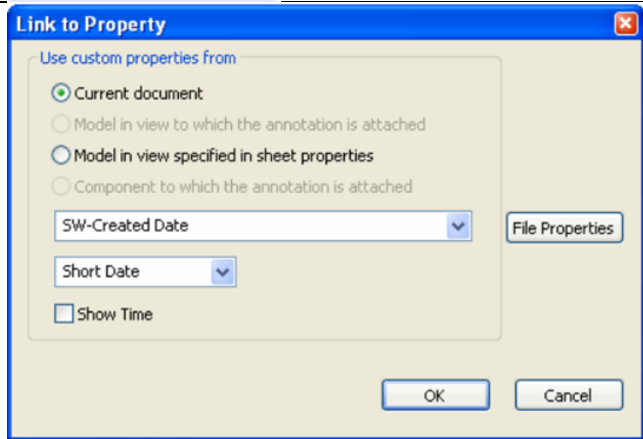 Link to Property
Use custom properties from
Current document
Model in view to which the annotation is attached
Model in view specified in sheet properties
Component to which the annotation is attached
SW-Created Date
File Properties
Short Date
Show Time
OK Cancel